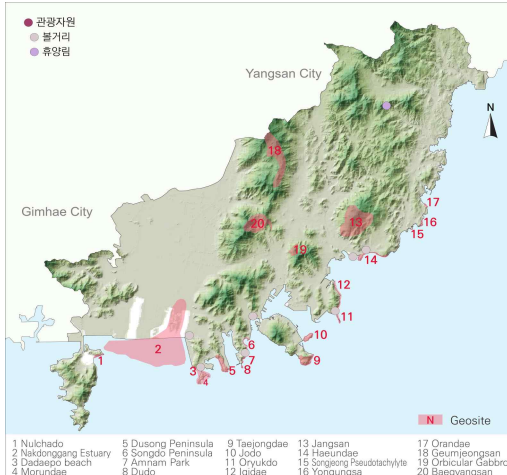 관광자원
볼거리
휴양림
Yangsan City
N
18
Gimhae City
17
20
13
16
15
19
14
12
11
6
10
2
7
1
3
5
8
9
4
N Geosite
1 Nulchado
2 Nakdonggang Estuary
3 Dadaepo beach
4 Morundae
5 Dusong Peninsula
6 Songdo Peninsula
7 Amnam Park
8 Dudo
9 Taejongdae
10 Jodo
11 Oryukdo
12 Igidae
13 Jangsan
14 Haeundae
15 Songjeong Pseudotachylyte
16 Yongungsa
17 Orandae
18 Geumjeongsan
19 Orbicular Gabbro
20 Baegyangsan